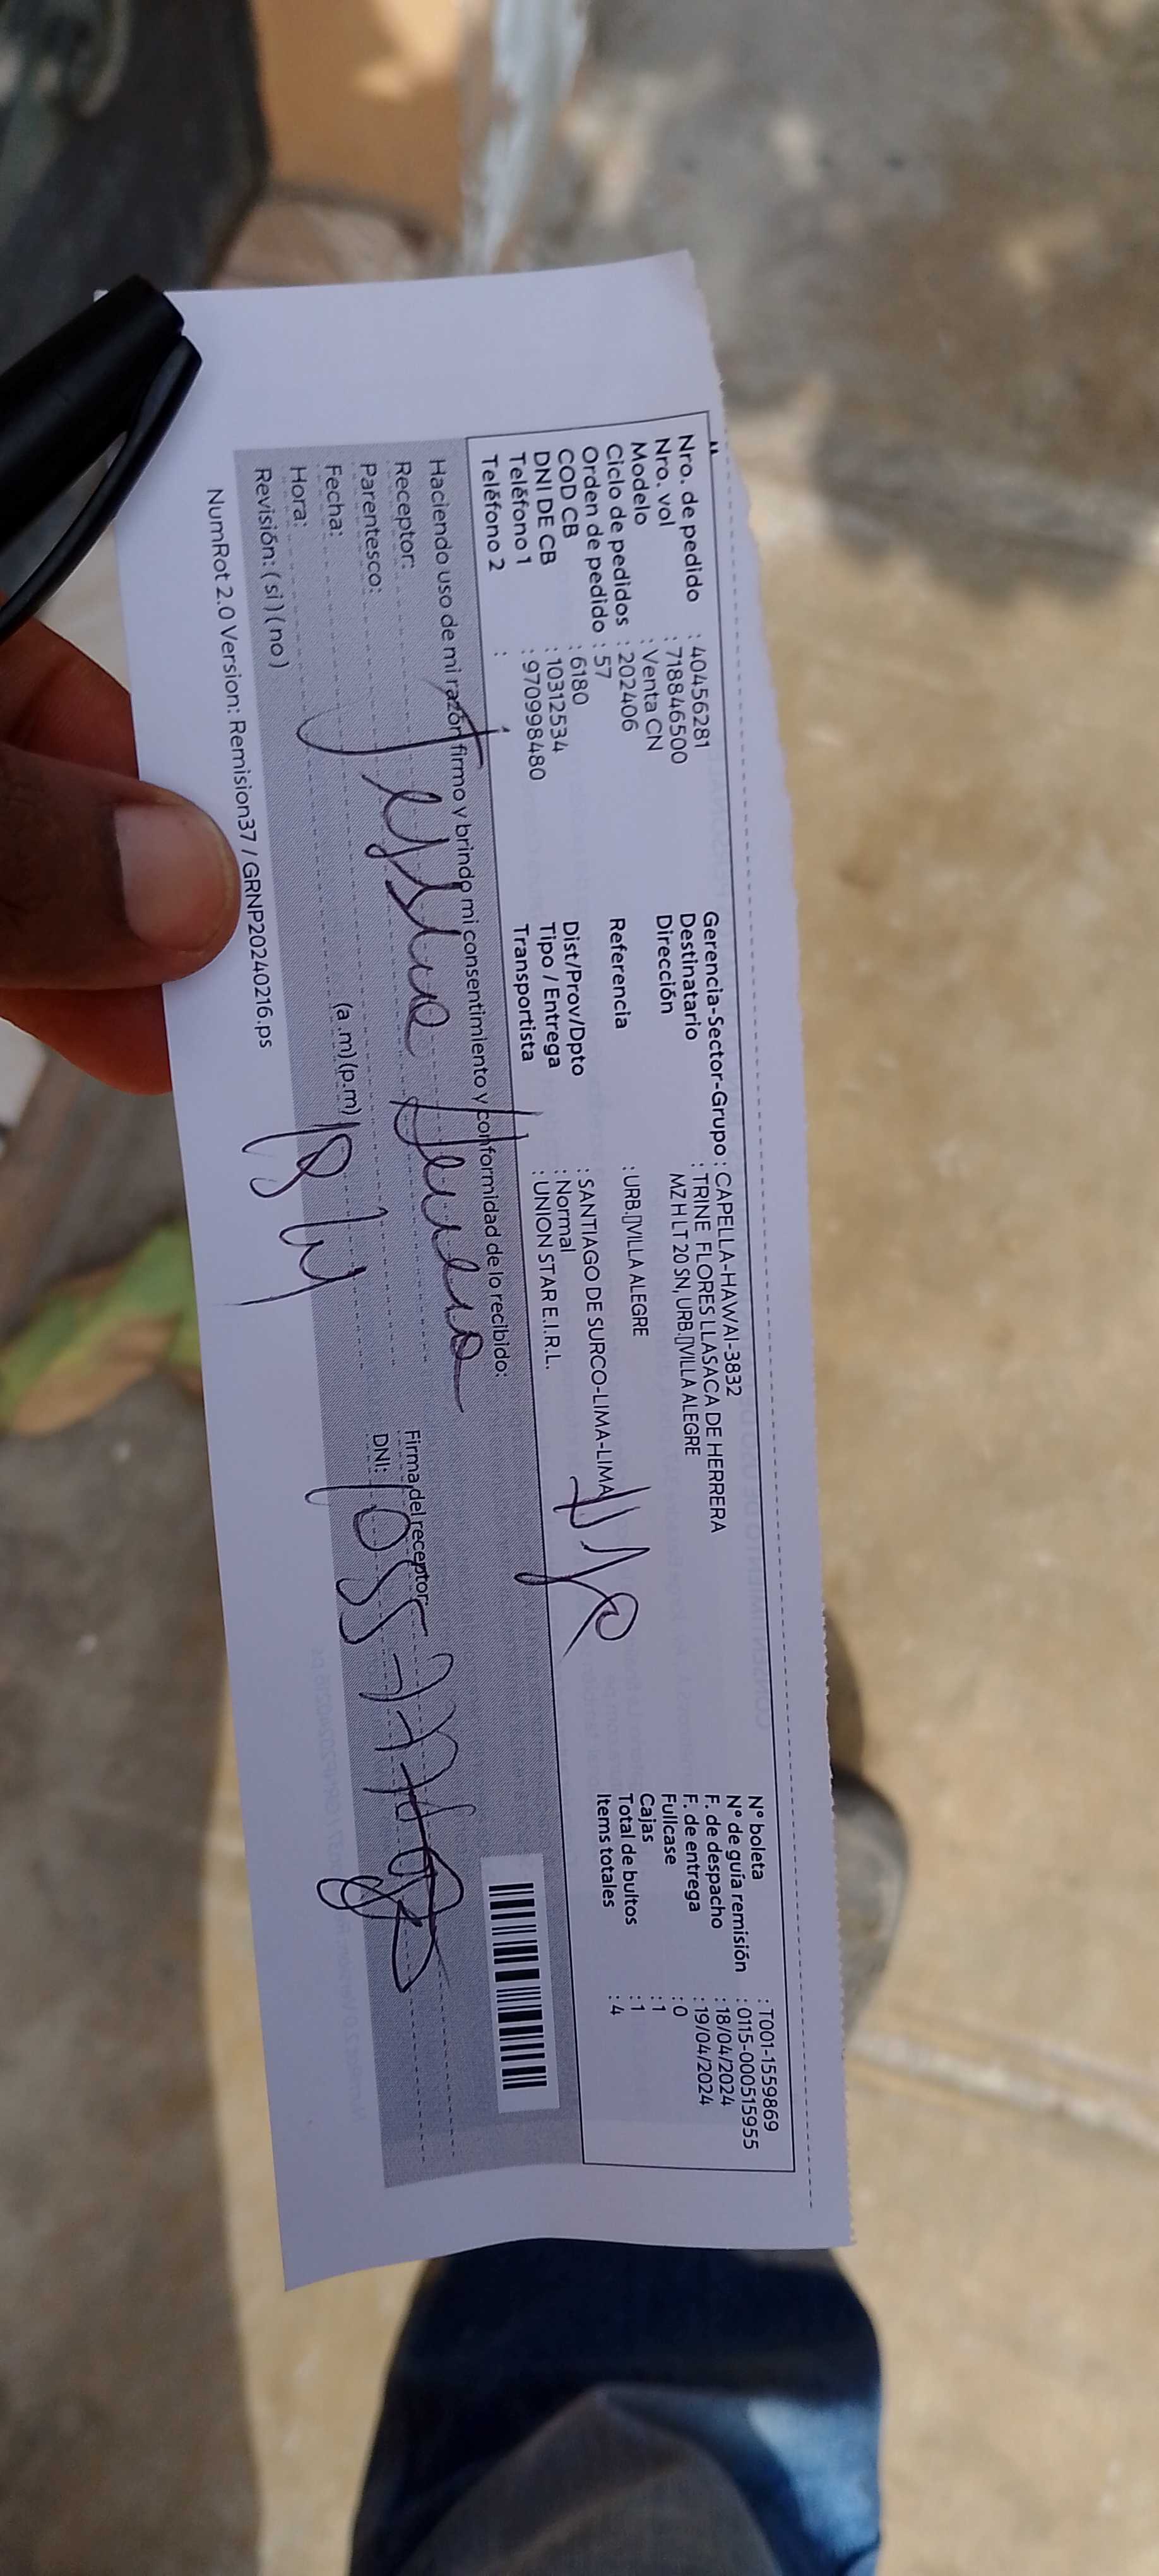 Nro. de pedido : 40456281
Nro. vol : 718846500
Modelo : Venta CN
Ciclo de pedidos : 202406
Orden de pedido : 57
COD CB : 6180
DNI DE CB : 10312534
Teléfono 1 : 970998480
Teléfono 2 :
Gerencia-Sector-Grupo : CAPELLA-HAWAI-3832
Destinatario : TRINE FLORES LLASACA DE HERRERA
Dirección MZ H LT 20 SN, URB.▯VILLA ALEGRE
Referencia : URB.▯VILLA ALEGRE
Dist/Prov/Dpto : SANTIAGO DE SURCO-LIMA-LIMA
Tipo / Entrega : Normal
Transportista : UNION STAR E.I.R.L.
N° boleta : T001-1559869
N° de guía remisión : 0115-000515955
F. de despacho : 18/04/2024
F. de entrega : 19/04/2024
Fullcase : 0
Cajas : 1
Total de bultos : 1
Items totales : 4
Haciendo uso de mi razón firmo y brindo mi consentimiento y conformidad de lo recibido:
Receptor:
Parentesco:
Fecha:
Hora: (a.m)(p.m)
Revisión: (si)(no)
Firma del receptor
DNI:
NumRot 2.0 Version: Remision37 / GRNP20240216.ps